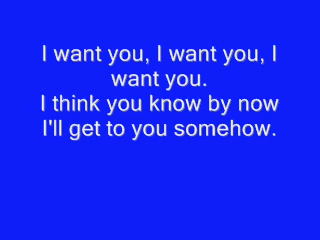 I want you, I want you, I
want you.
I think you know by now
I'll get to you somehow.